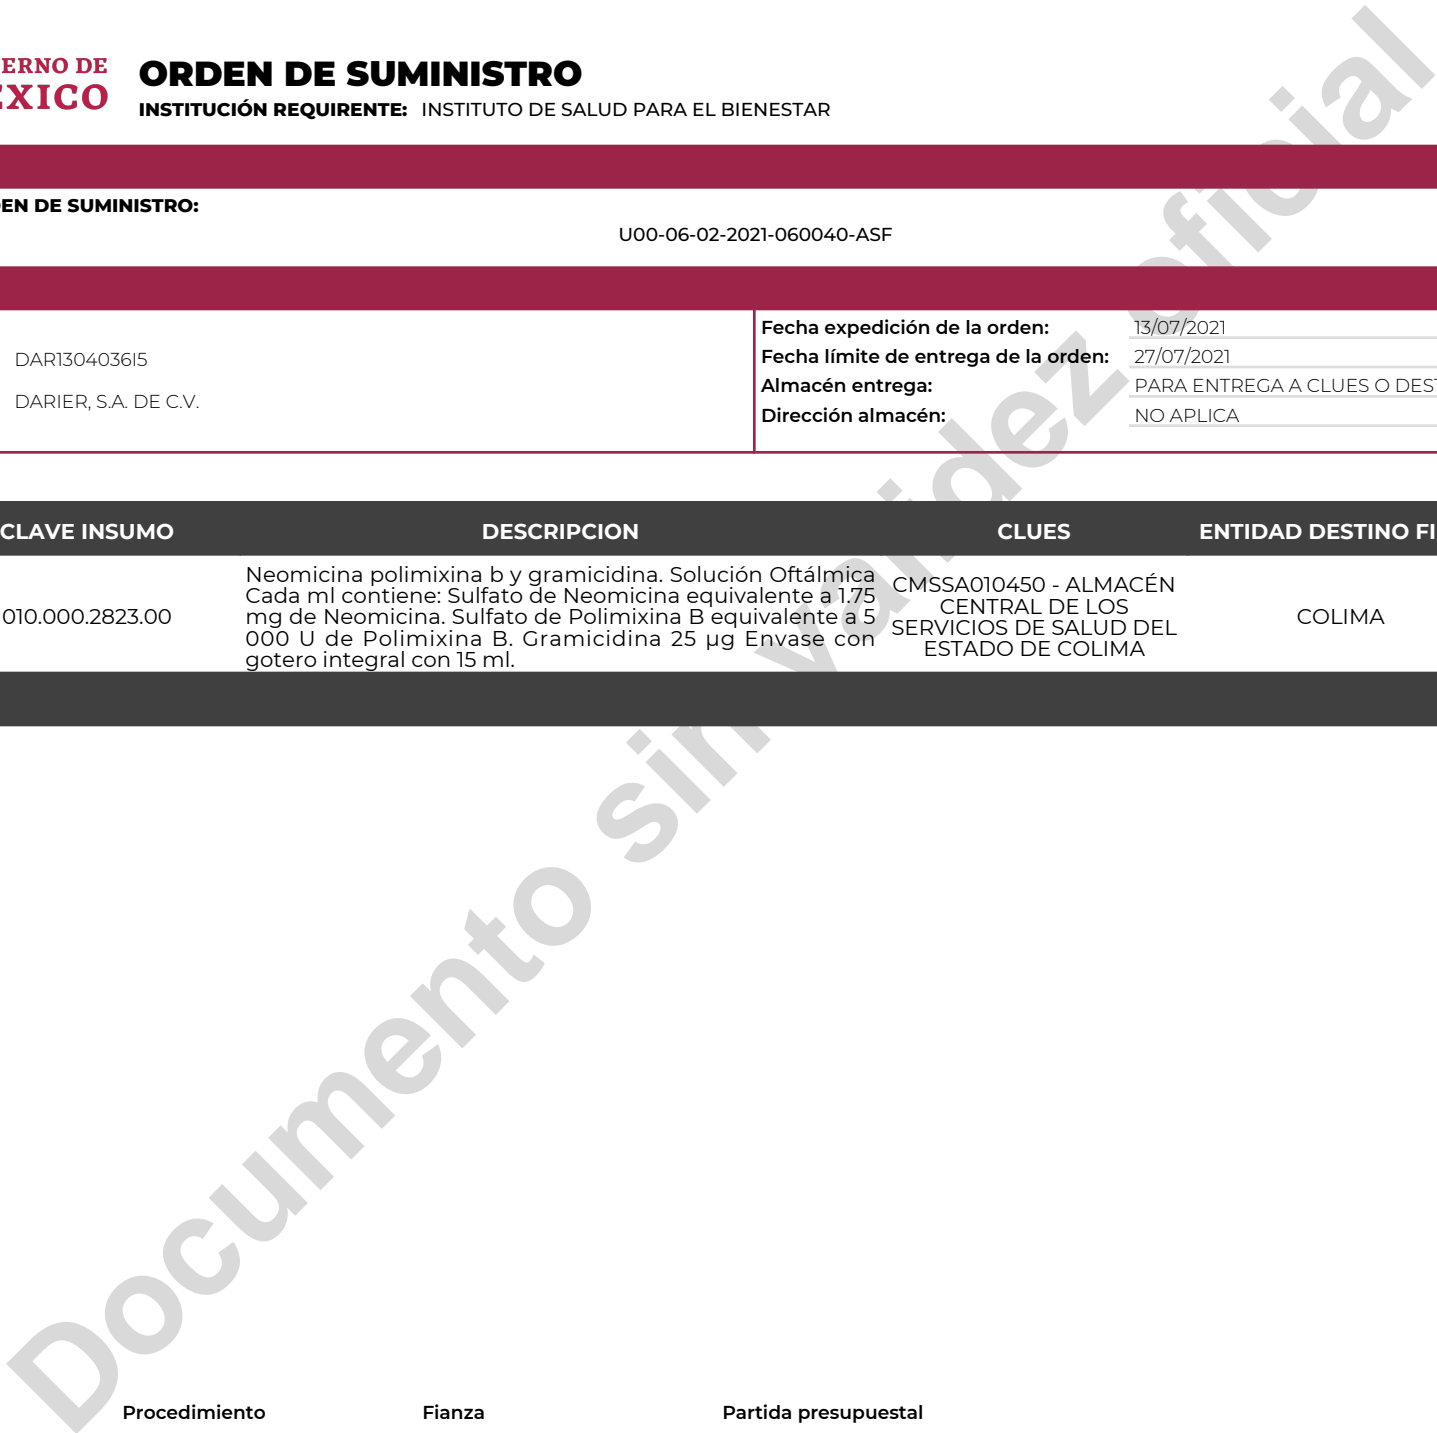 ERNO DE
EXICO
ORDEN DE SUMINISTRO
INSTITUCIÓN REQUIRENTE: INSTITUTO DE SALUD PARA EL BIENESTAR
EN DE SUMINISTRO:
U00-06-02-2021-060040-ASF
DAR1304036I5
DARIER, S.A. DE C.V.
Fecha expedición de la orden: 13/07/2021
Fecha límite de entrega de la orden: 27/07/2021
Almacén entrega: PARA ENTREGA A CLUES O DEST
Dirección almacén: NO APLICA
CLAVE INSUMO DESCRIPCION CLUES ENTIDAD DESTINO FI
010.000.2823.00
Neomicina polimixina b y gramicidina. Solución Oftálmica
Cada ml contiene: Sulfato de Neomicina equivalente a 1.75
mg de Neomicina. Sulfato de Polimixina B equivalente a 5
000 U de Polimixina B. Gramicidina 25 µg Envase con
gotero integral con 15 ml.
CMSSA010450 - ALMACÉN
CENTRAL DE LOS
SERVICIOS DE SALUD DEL
ESTADO DE COLIMA
COLIMA
Documento sin validez oficial
Procedimiento Fianza Partida presupuestal